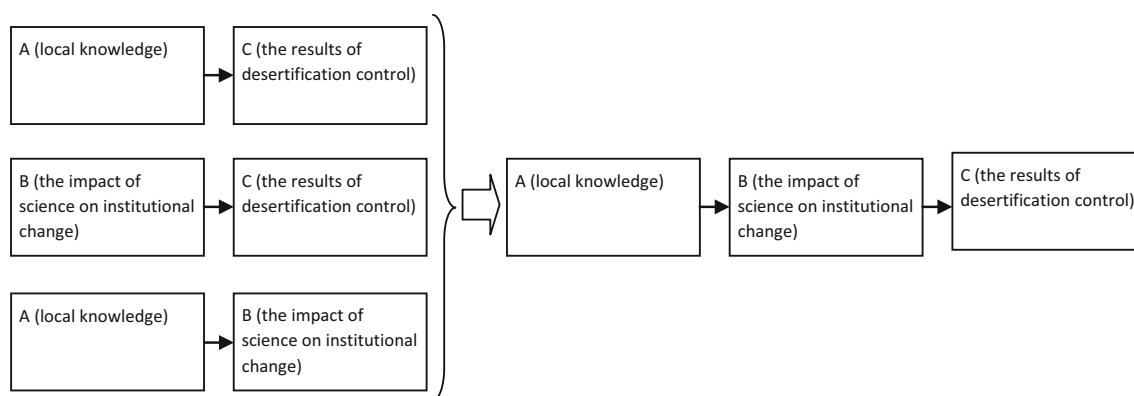 A (local knowledge)
C (the results of
desertification control)
B (the impact of
science on institutional
change)
C (the results of
desertification control)
A (local knowledge)
B (the impact of
science on institutional
change)
A (local knowledge)
B (the impact of
science on institutional
change)
C (the results of
desertification control)